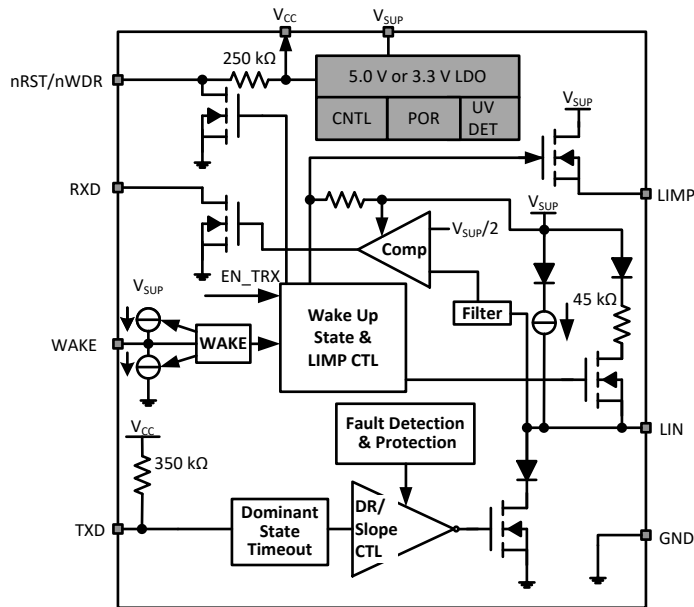 VCC
VSUP
250 kΩ
nRST/nWDR
5.0 V or 3.3 V LDO
CNTL
POR
UV
DET
VSUP
RXD
LIMP
VSUP
VSUP/2
Comp
EN_TRX
VSUP
Wake Up
State &
LIMP CTL
Filter
45 kΩ
WAKE
WAKE
Fault Detection
& Protection
LIN
VCC
350 kΩ
TXD
Dominant
State
Timeout
DR/
Slope
CTL
GND